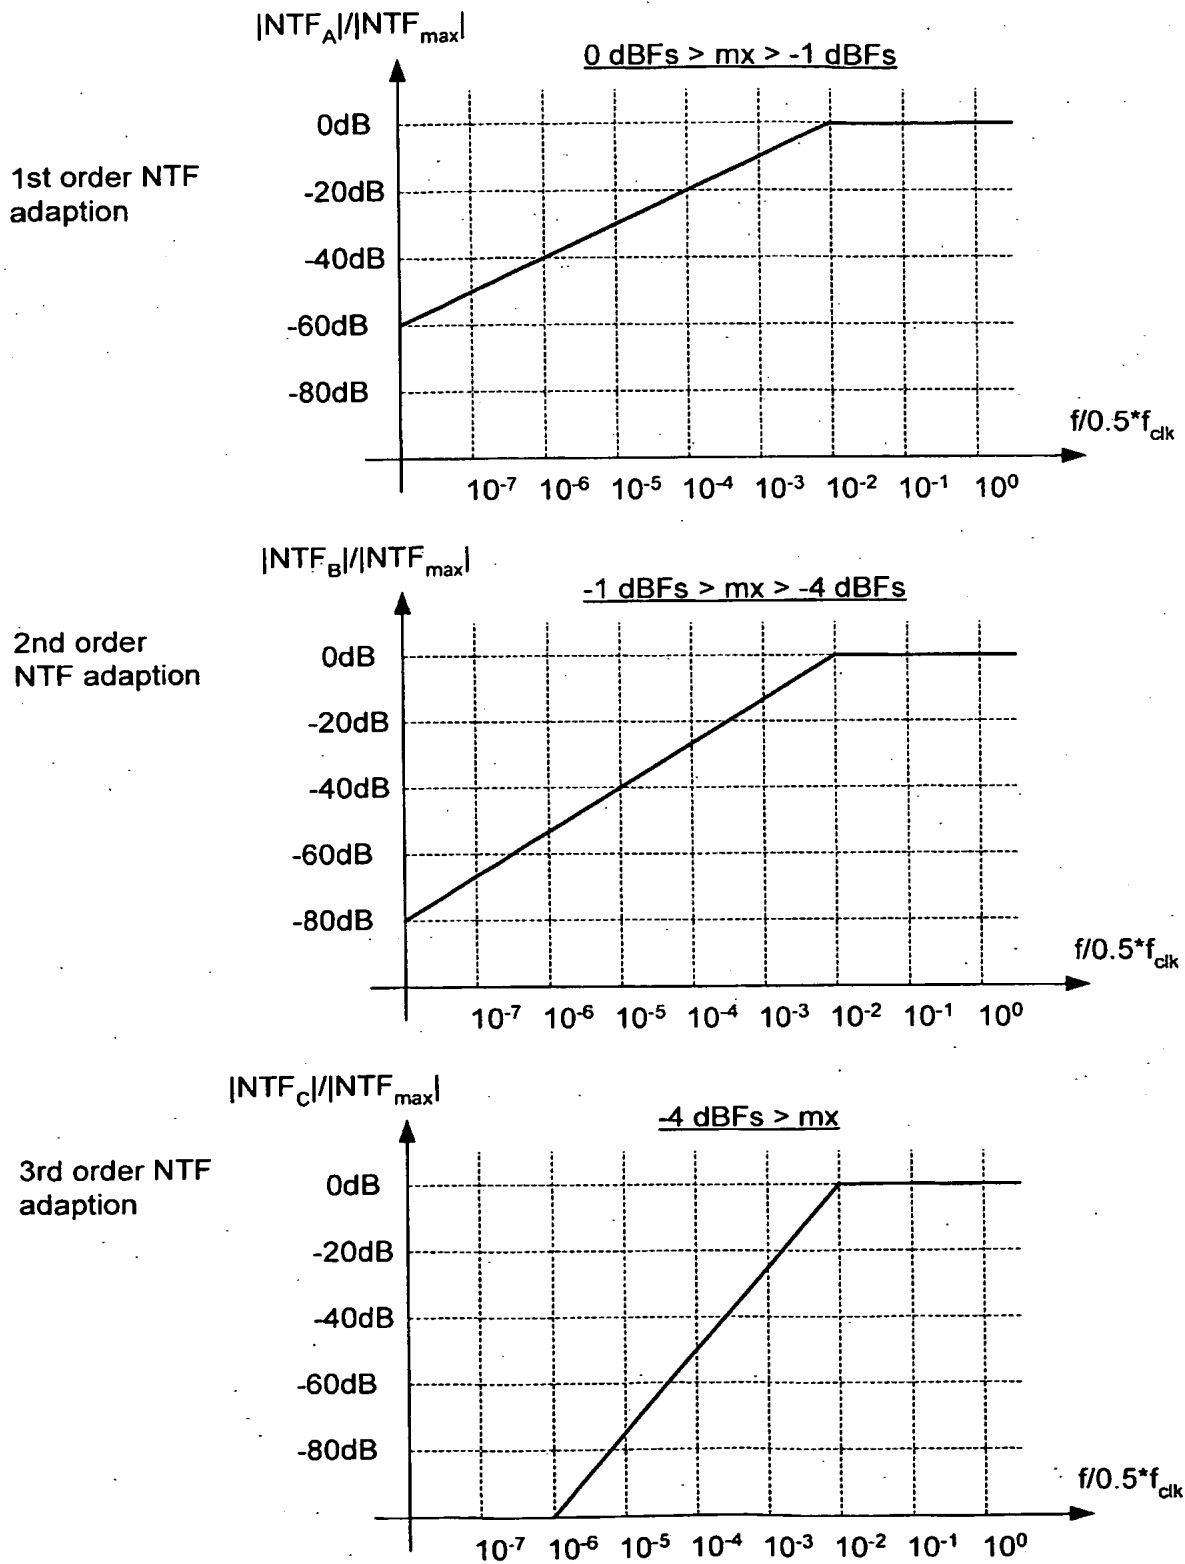 |NTF_A|/|NTF_max|
0 dBFs > mx > -1 dBFs
1st order NTF
adaption
0dB
-20dB
-40dB
-60dB
-80dB
f/0.5*f_clk
10^-7 10^-6 10^-5 10^-4 10^-3 10^-2 10^-1 10^0
|NTF_B|/|NTF_max|
-1 dBFs > mx > -4 dBFs
2nd order
NTF adaption
0dB
-20dB
-40dB
-60dB
-80dB
f/0.5*f_clk
10^-7 10^-6 10^-5 10^-4 10^-3 10^-2 10^-1 10^0
|NTF_C|/|NTF_max|
-4 dBFs > mx
3rd order NTF
adaption
0dB
-20dB
-40dB
-60dB
-80dB
f/0.5*f_clk
10^-7 10^-6 10^-5 10^-4 10^-3 10^-2 10^-1 10^0